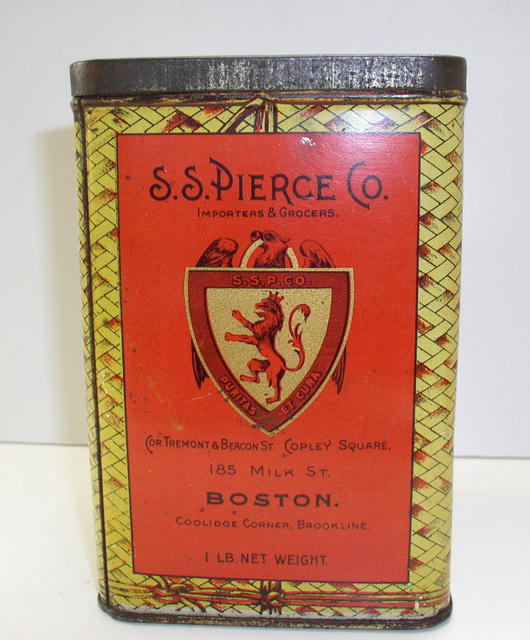 S.S. PIERCE CO.
IMPORTERS & GROCERS.
S.S.P.CO.
PURITAS ET CURA
COR. TREMONT & BEACON ST. COPLEY SQUARE,
185 MILK ST.
BOSTON.
COOLIDGE CORNER, BROOKLINE.
1 LB. NET WEIGHT.